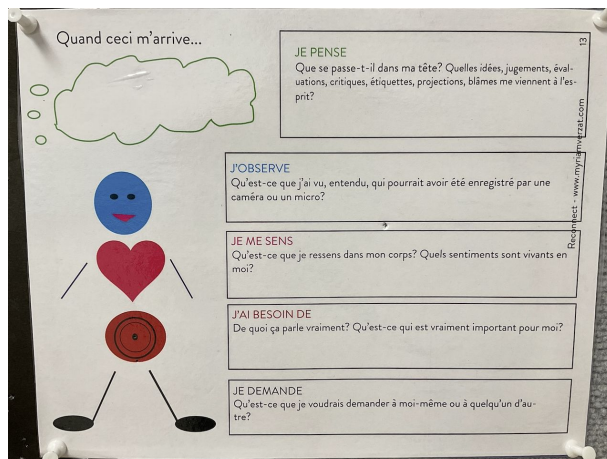 Quand ceci m'arrive...
13
JE PENSE
Que se passe-t-il dans ma tête? Quelles idées, jugements, éval-
uations, critiques, étiquettes, projections, blâmes me viennent à l'es-
prit?
J'OBSERVE
Qu'est-ce que j'ai vu, entendu, qui pourrait avoir été enregistré par une
caméra ou un micro?
JE ME SENS
Qu'est-ce que je ressens dans mon corps? Quels sentiments sont vivants en
moi?
J'AI BESOIN DE
De quoi ça parle vraiment? Qu'est-ce qui est vraiment important pour moi?
JE DEMANDE
Qu'est-ce que je voudrais demander à moi-même ou à quelqu'un d'au-
tre?
Reconnect - www.myriamverzat.com